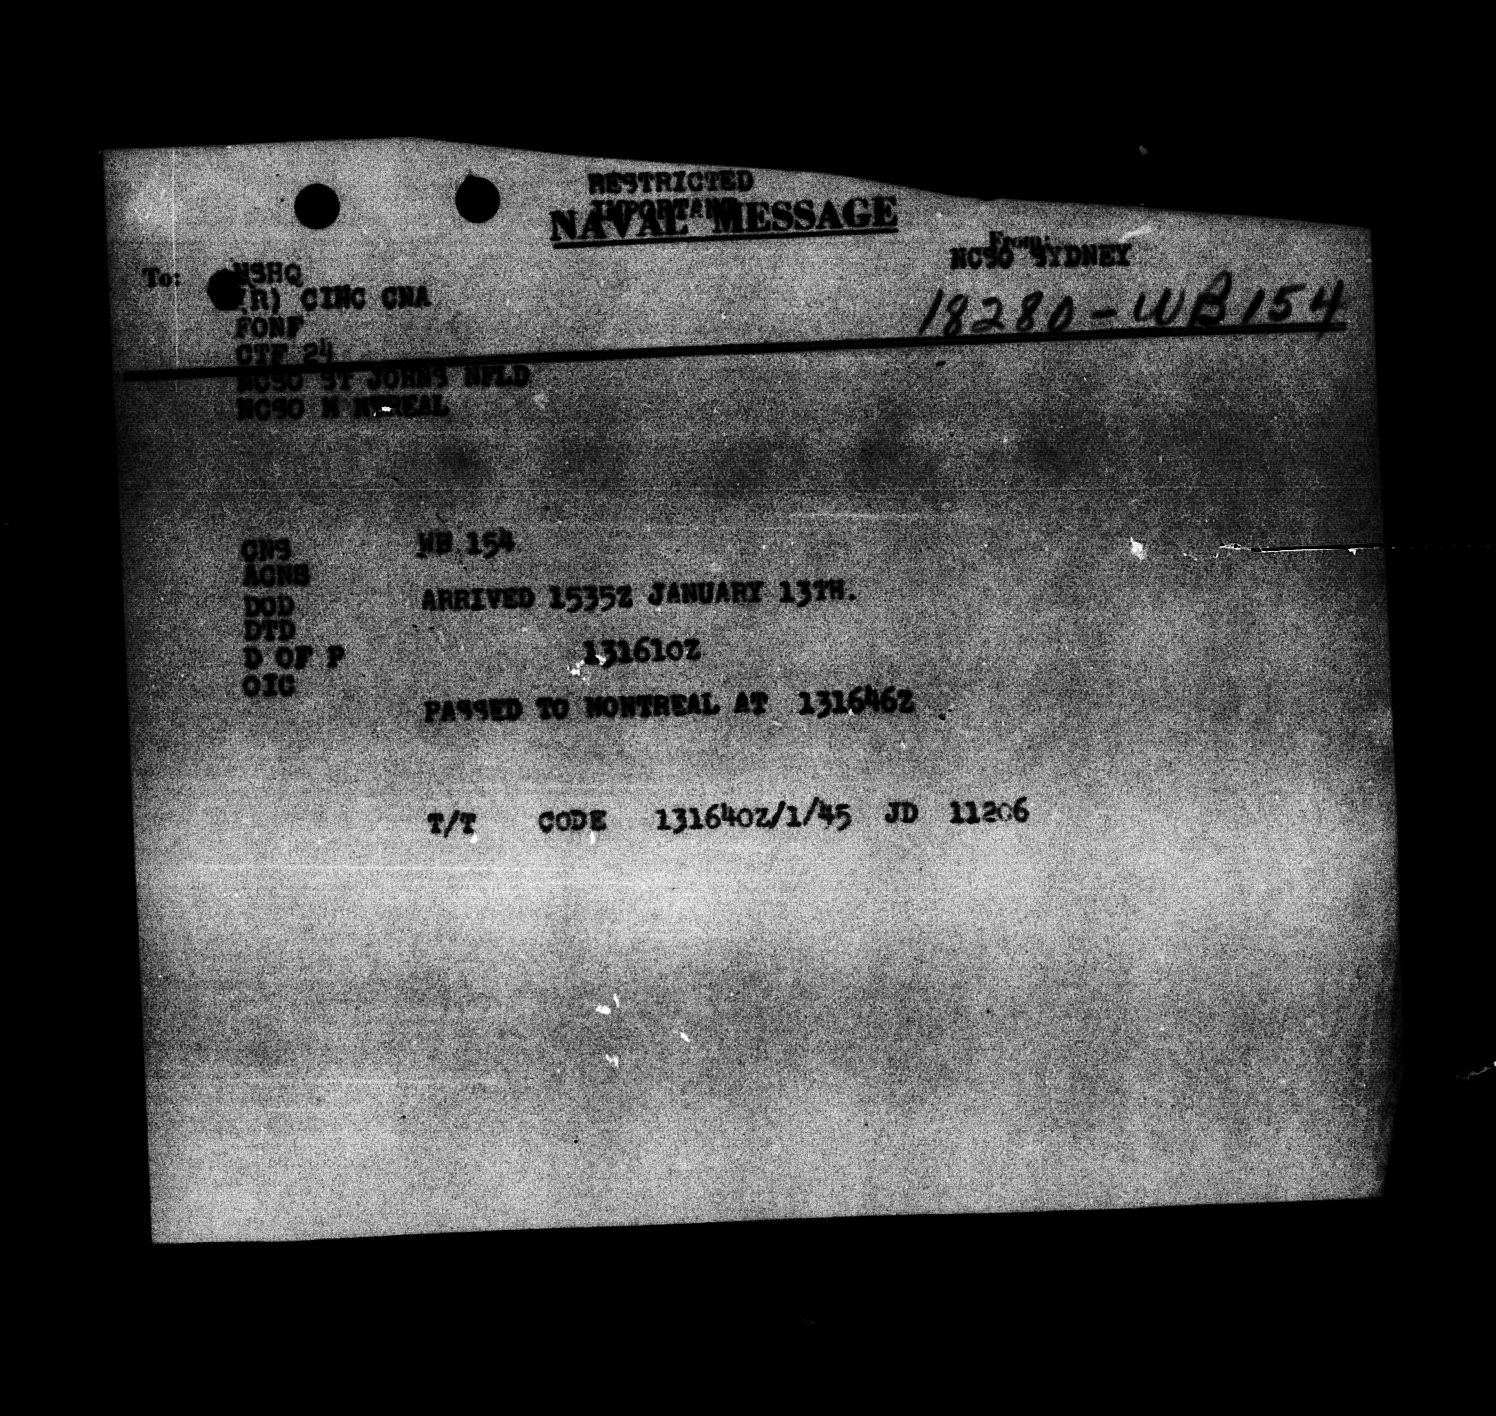 RESTRICTED
IMPORTANT
NAVAL MESSAGE
From:
NCSO SYDNEY
To: NSHQ
(R) CINC CNA
18280-WB154
FONF
CTF 24
NCSO ST JOHNS NFLD
NCSO M NTREAL
CNS WB 154
ACNS
ARRIVED 1535Z JANUARY 13TH.
DOD
DTD
131610Z
D OF P
OIC
PASSED TO MONTREAL AT 131646Z
T/T CODE 131640Z/1/45 JD 11206